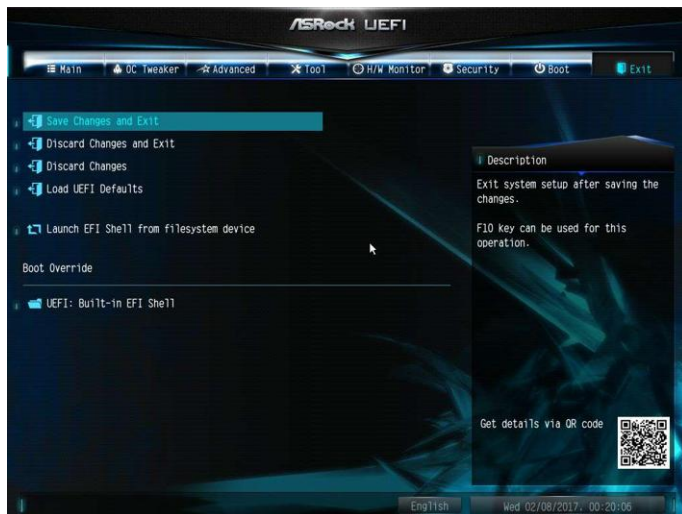 ASRock UEFI
Main OC Tweaker Advanced Tool H/W Monitor Security Boot Exit
Save Changes and Exit
Discard Changes and Exit
Discard Changes
Load UEFI Defaults
Launch EFI Shell from filesystem device
Boot Override
UEFI: Built-in EFI Shell
Description
Exit system setup after saving the
changes.
F10 key can be used for this
operation.
Get details via QR code
English Wed 02/08/2017. 00:20:06